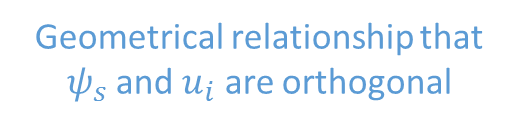 Geometrical relationship that
𝜓ₛ and 𝑢ᵢ are orthogonal